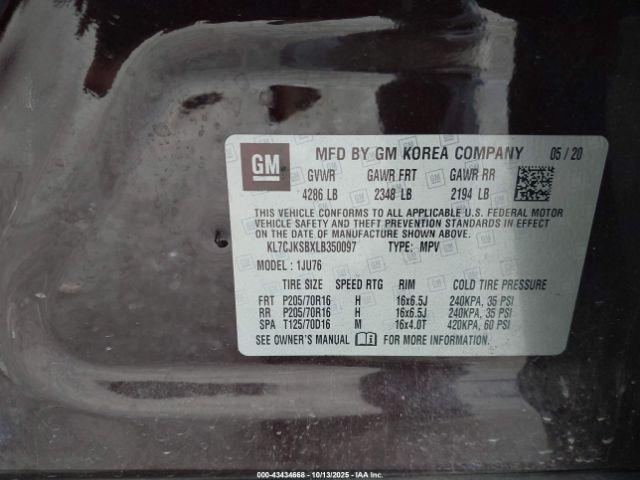 GM
MFD BY GM KOREA COMPANY 05/20
GVWR GAWR FRT GAWR RR
4286 LB 2348 LB 2194 LB
THIS VEHICLE CONFORMS TO ALL APPLICABLE U.S. FEDERAL MOTOR
VEHICLE SAFETY AND THEFT PREVENTION STANDARDS IN EFFECT
ON THE DATE OF MANUFACTURE SHOWN ABOVE.
KL7CJKSBXLB350097 TYPE: MPV
MODEL: 1JU76
TIRE SIZE SPEED RTG RIM COLD TIRE PRESSURE
FRT P205/70R16 H 16x6.5J 240KPA, 35 PSI
RR P205/70R16 H 16x6.5J 240KPA, 35 PSI
SPA T125/70D16 M 16x4.0T 420KPA, 60 PSI
SEE OWNER'S MANUAL FOR MORE INFORMATION.
000-43434668 - 10/13/2025 - IAA Inc.